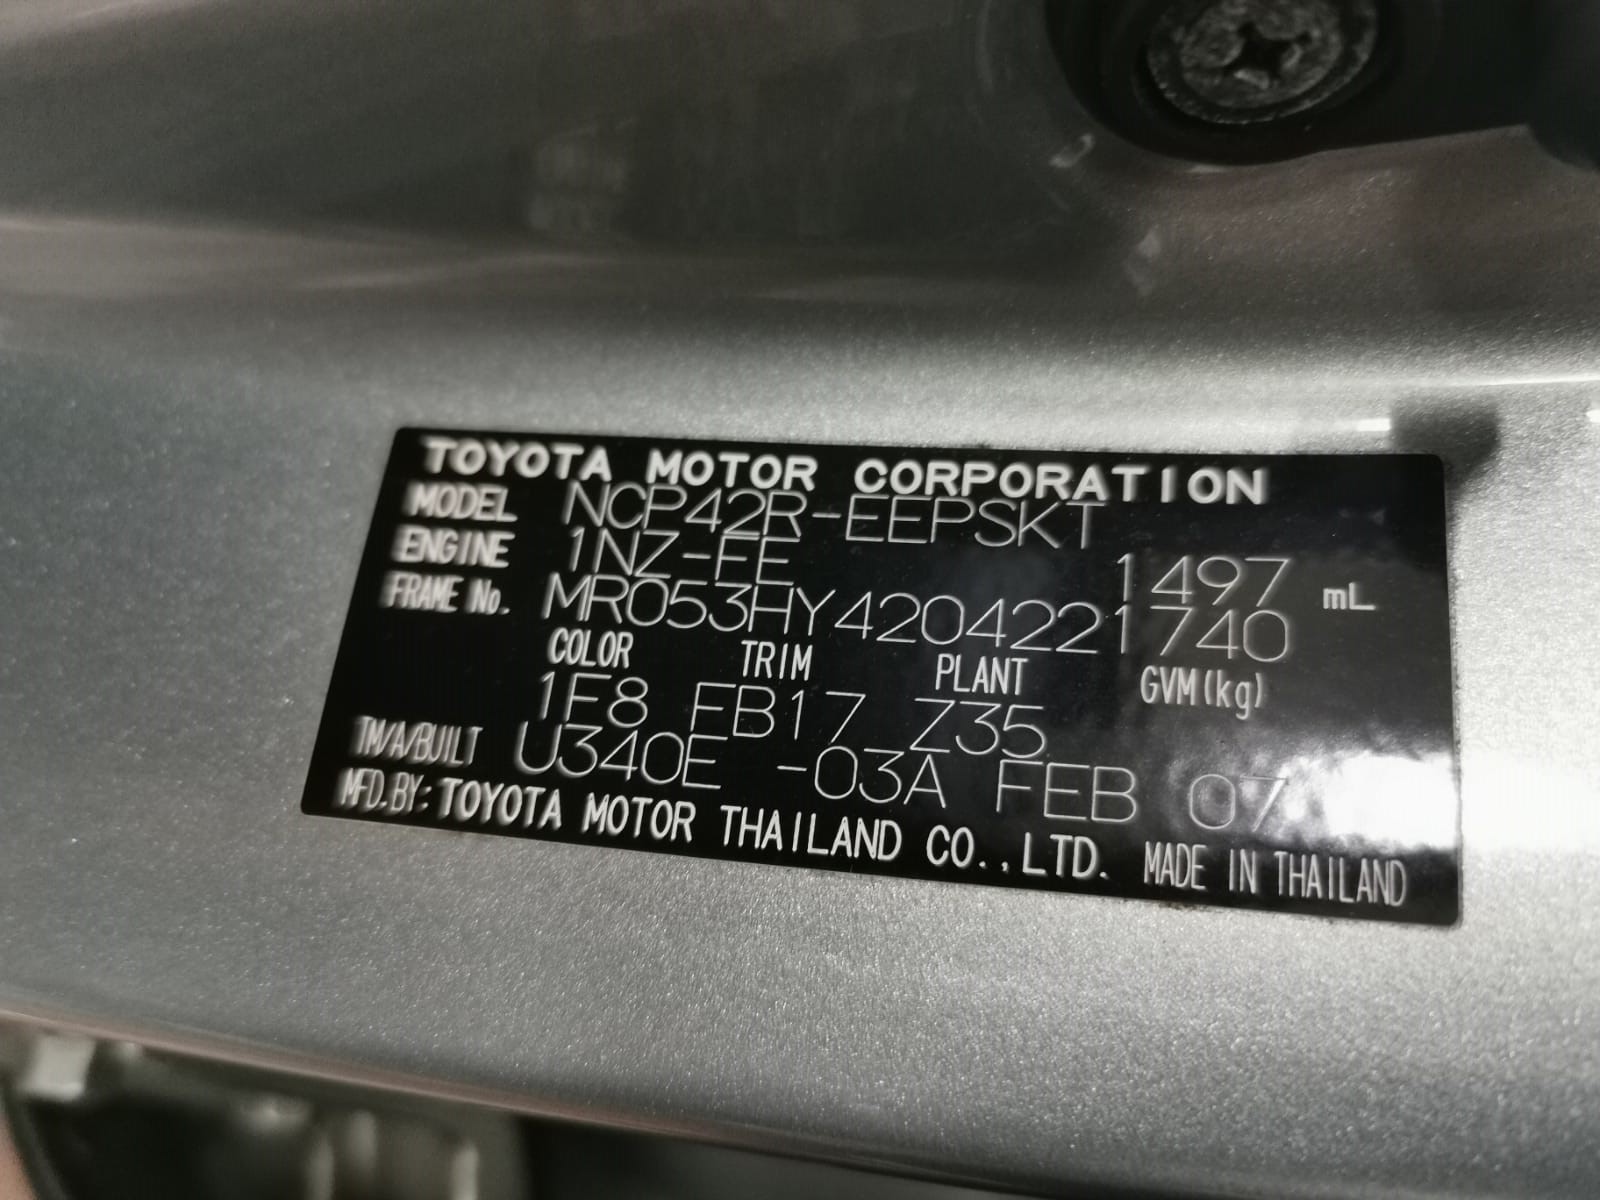 TOYOTA MOTOR CORPORATION
MODEL NCP42R-EEPSKT
ENGINE 1NZ-FE 1497 mL
FRAME No. MR053HY4204221740
COLOR TRIM PLANT GVM(kg)
1F8 FB17 Z35
TM/A/BUILT U340E -03A FEB 07
MFD.BY: TOYOTA MOTOR THAILAND CO.,LTD. MADE IN THAILAND